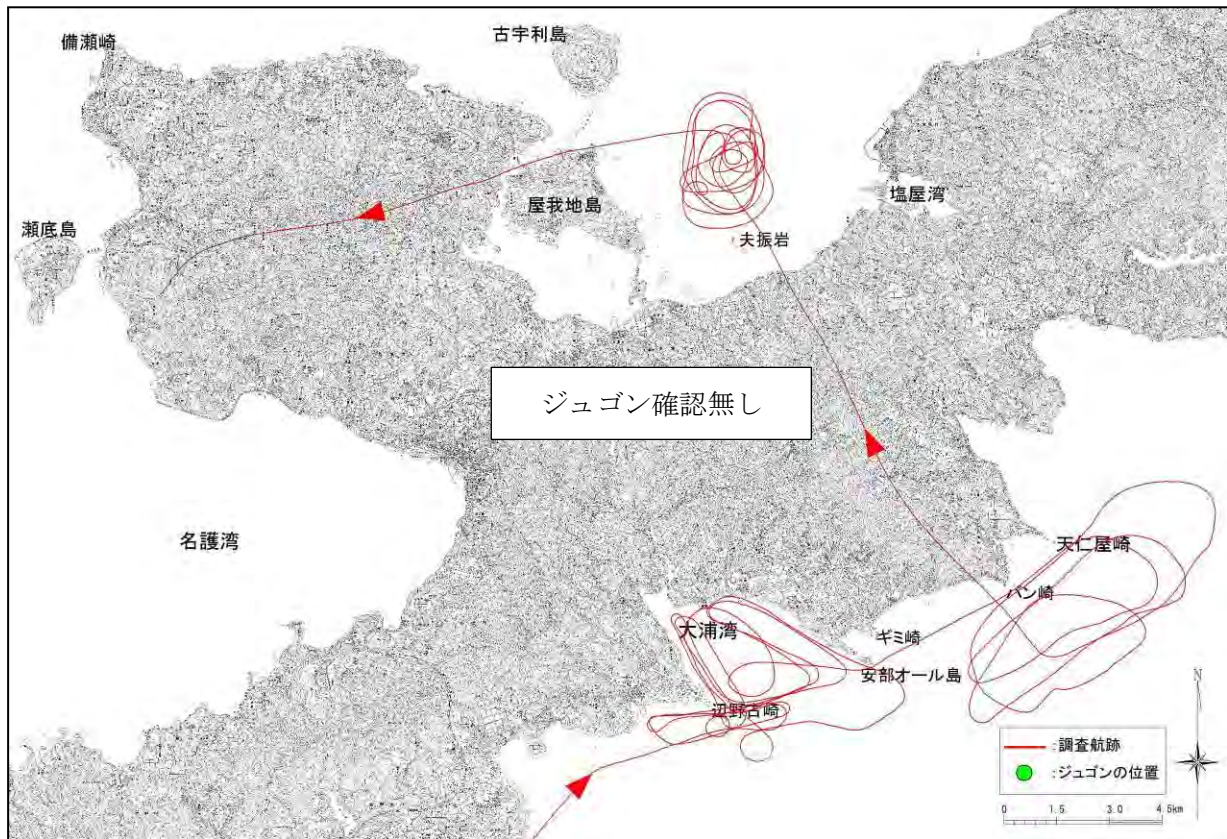 備瀬崎
古宇利島
瀬底島
屋我地島
塩屋湾
夫振岩
ジュゴン確認無し
名護湾
天仁屋崎
バン崎
大浦湾
ギミ崎
安部オール島
辺野古崎
N
:調査航跡
:ジュゴンの位置
0 1.5 3.0 4.5km